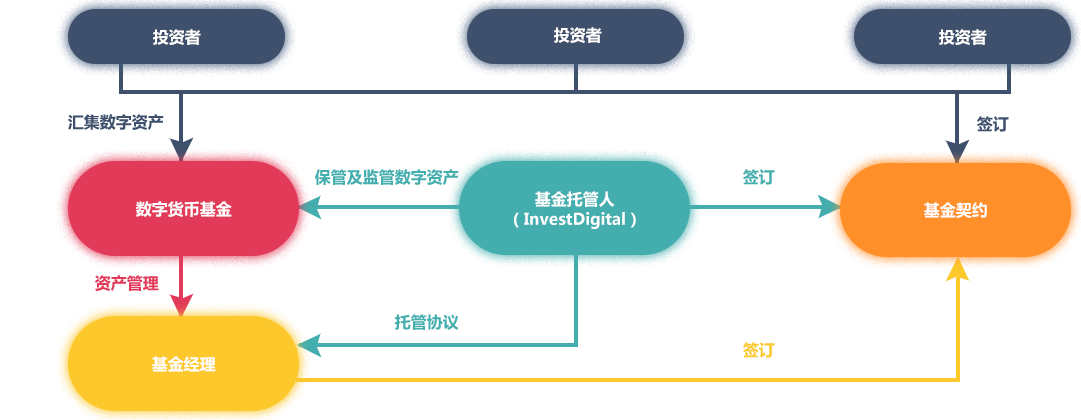 投资者
投资者
投资者
汇集数字资产
签订
保管及监管数字资产
签订
数字货币基金
基金托管人
（InvestDigital）
基金契约
资产管理
托管协议
签订
基金经理